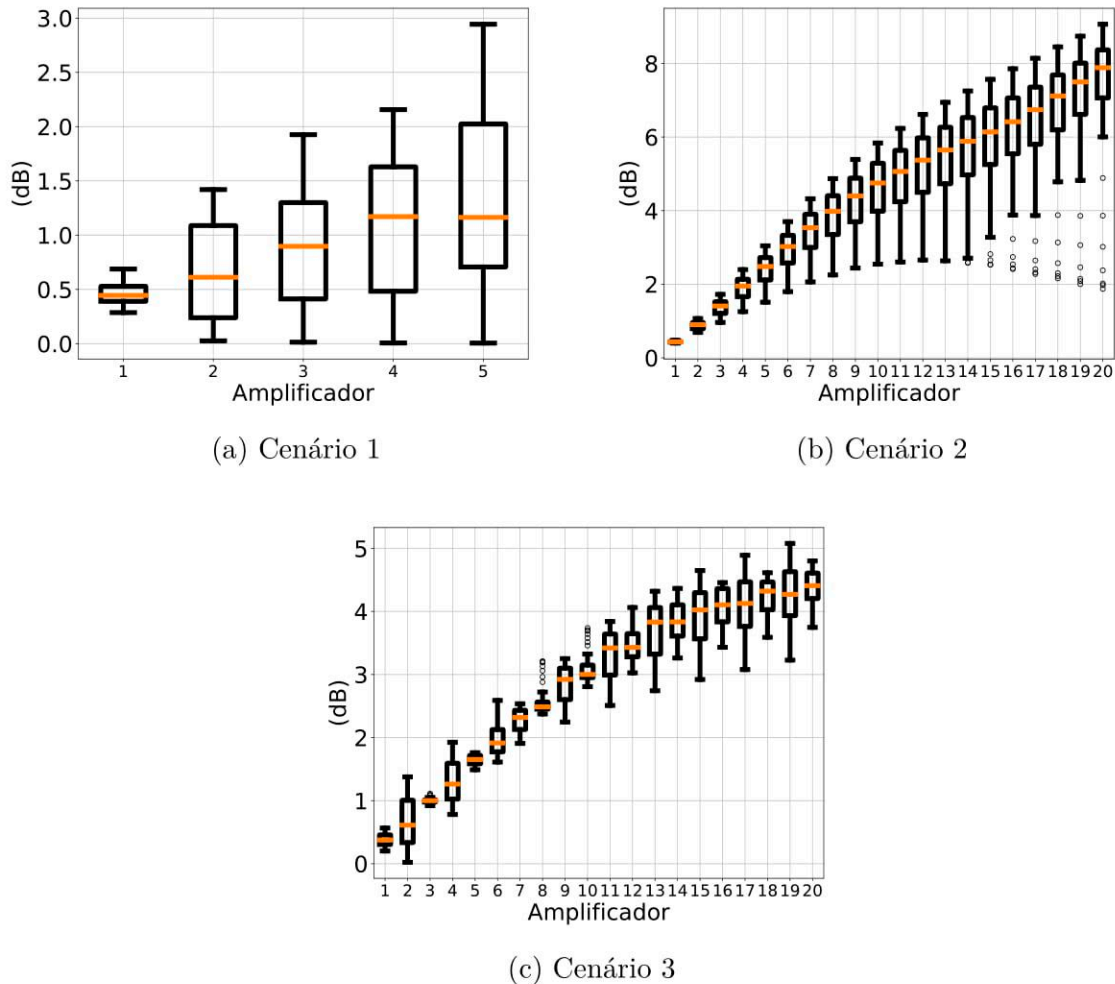 3.0
2.5
2.0
1.5
1.0
0.5
0.0
(dB)
1 2 3 4 5
Amplificador
(a) Cenário 1
8
6
4
2
0
(dB)
1 2 3 4 5 6 7 8 9 10 11 12 13 14 15 16 17 18 19 20
Amplificador
(b) Cenário 2
5
4
3
2
1
0
(dB)
1 2 3 4 5 6 7 8 9 10 11 12 13 14 15 16 17 18 19 20
Amplificador
(c) Cenário 3